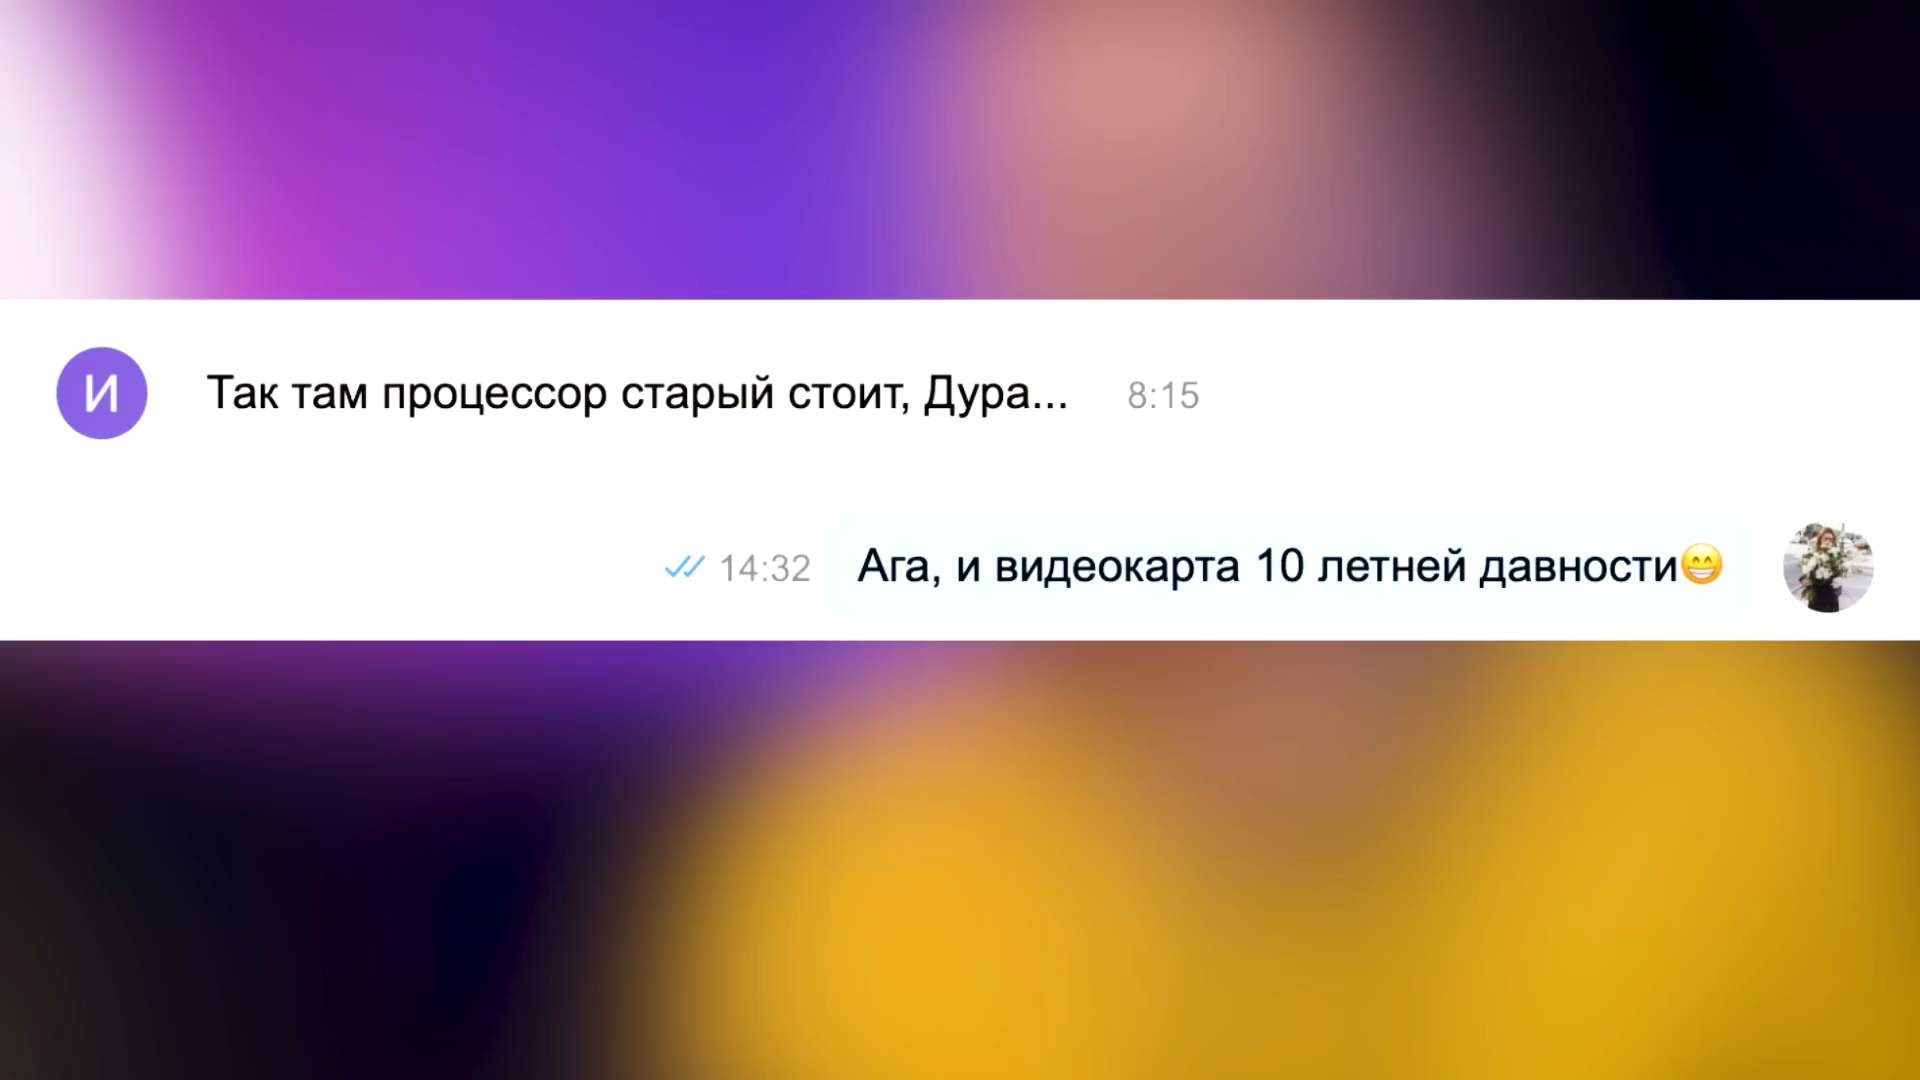 И
Так там процессор старый стоит, Дура... 8:15
14:32 Ага, и видеокарта 10 летней давности😁